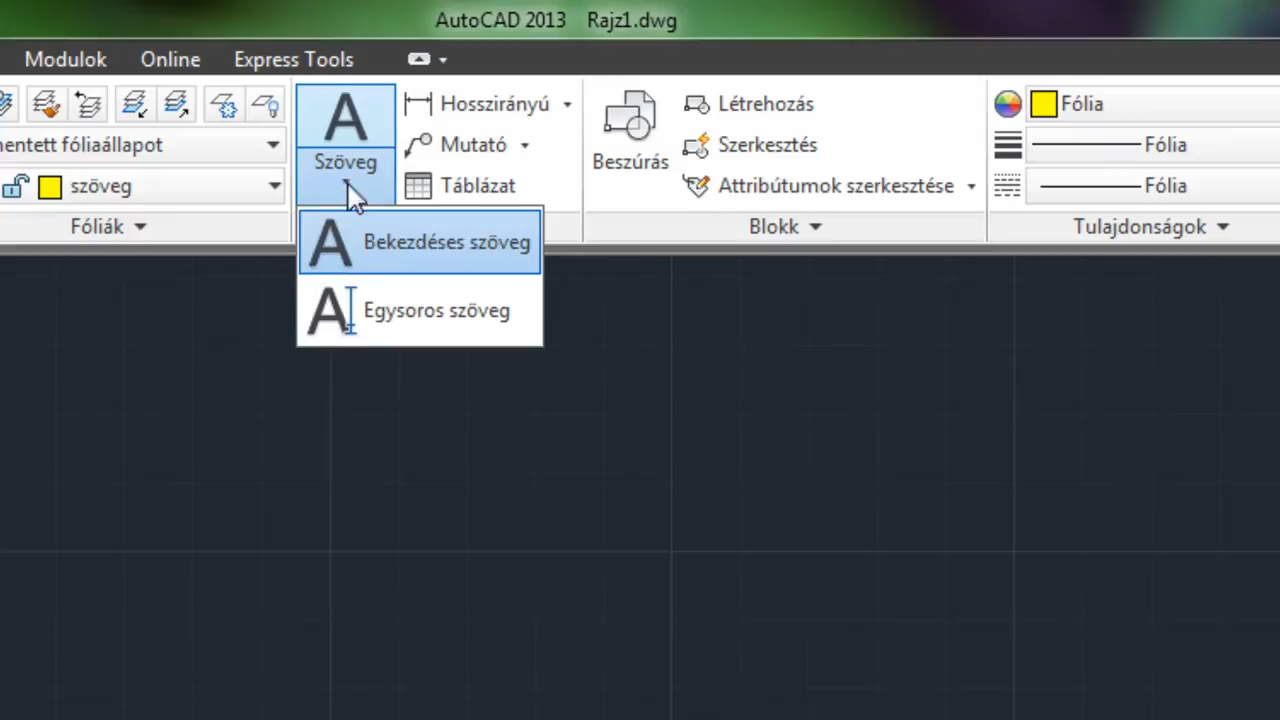 AutoCAD 2013 Rajz1.dwg
Modulok Online Express Tools
Szöveg
Hosszirányú
Mutató
Táblázat
Beszúrás
Létrehozás
Szerkesztés
Attribútumok szerkesztése
Fólia
Fólia
Fólia
fóliaállapot
szöveg
Fóliák
Blokk
Tulajdonságok
Bekezdéses szöveg
Egysoros szöveg